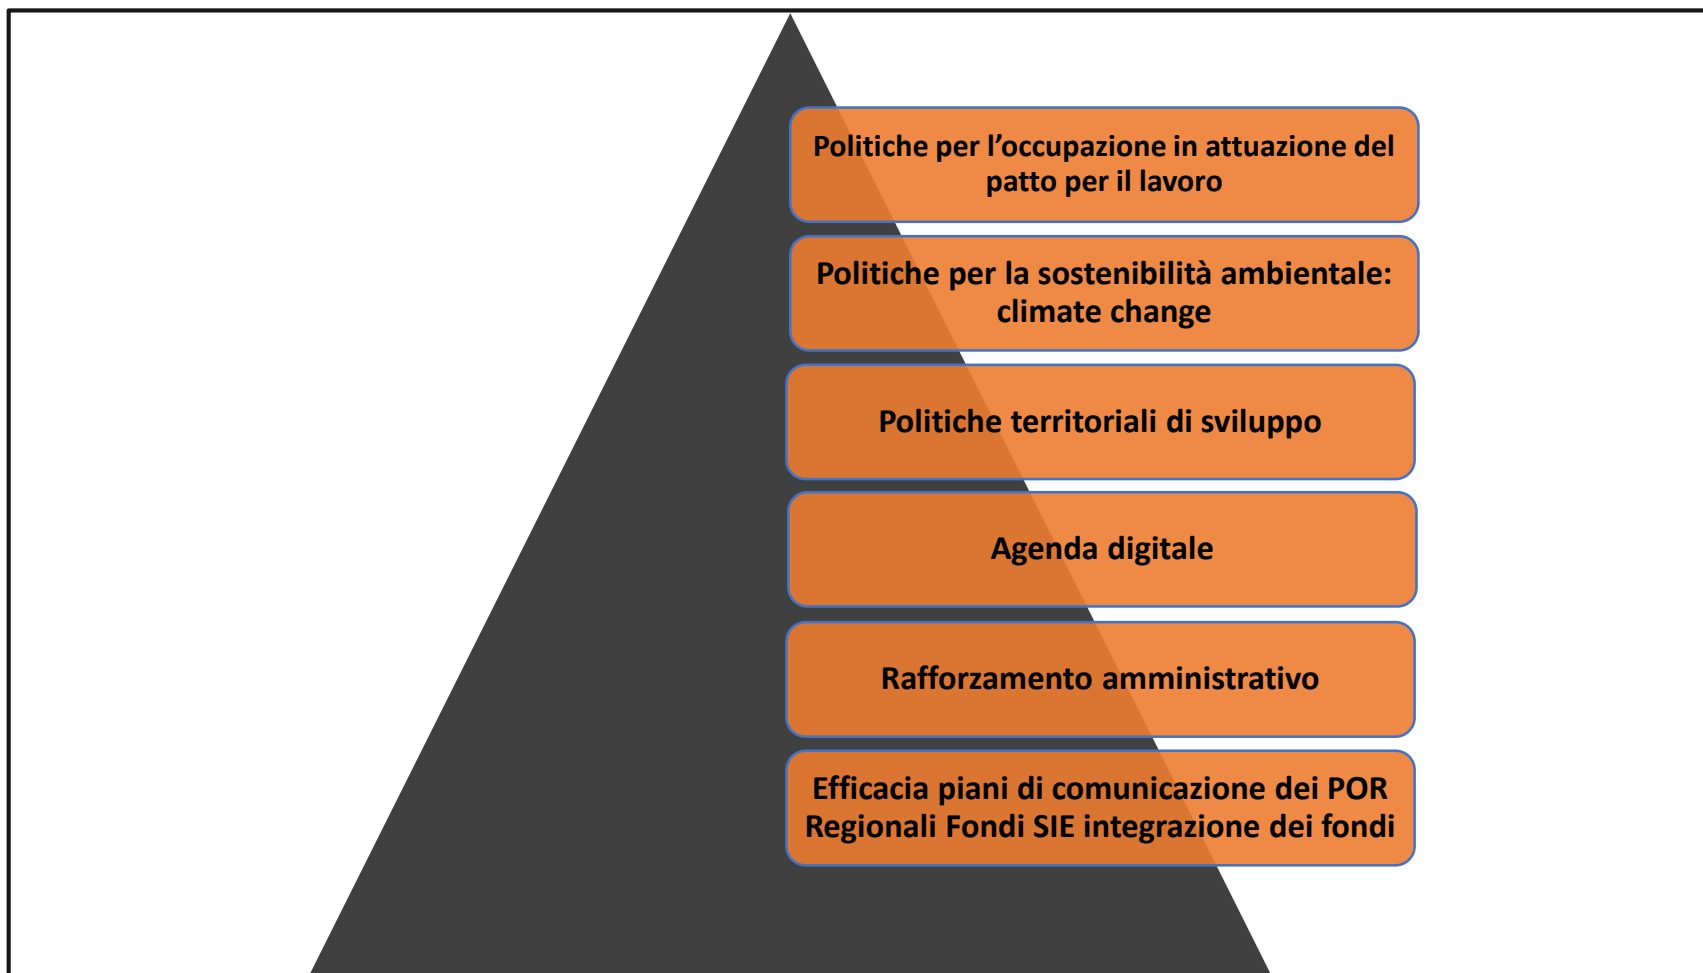 Politiche per l’occupazione in attuazione del
patto per il lavoro
Politiche per la sostenibilità ambientale:
climate change
Politiche territoriali di sviluppo
Agenda digitale
Rafforzamento amministrativo
Efficacia piani di comunicazione dei POR
Regionali Fondi SIE integrazione dei fondi